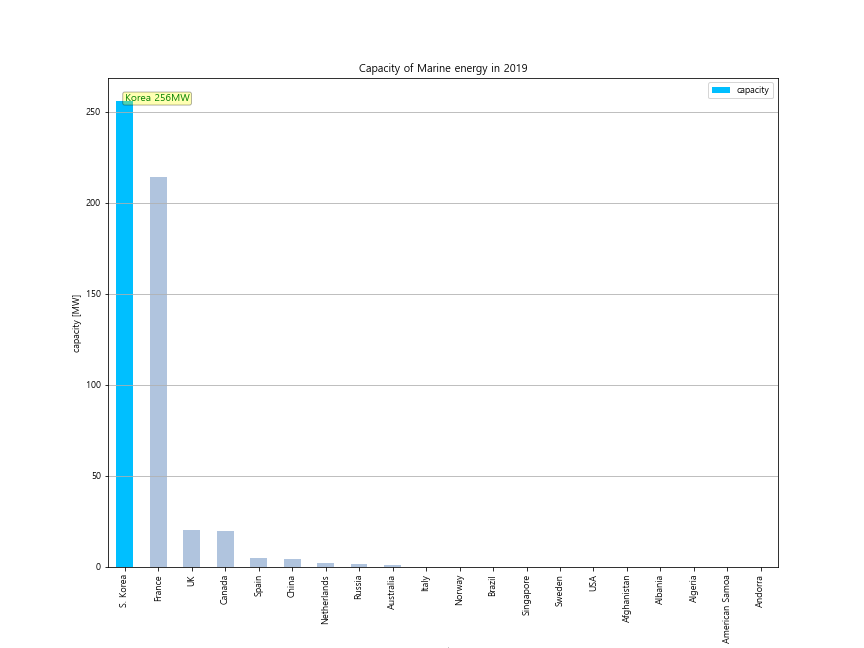 Capacity of Marine energy in 2019
Korea 256MW
capacity
capacity [MW]
250
200
150
100
50
0
S. Korea
France
UK
Canada
Spain
China
Netherlands
Russia
Australia
Italy
Norway
Brazil
Singapore
Sweden
USA
Afghanistan
Albania
Algeria
American Samoa
Andorra